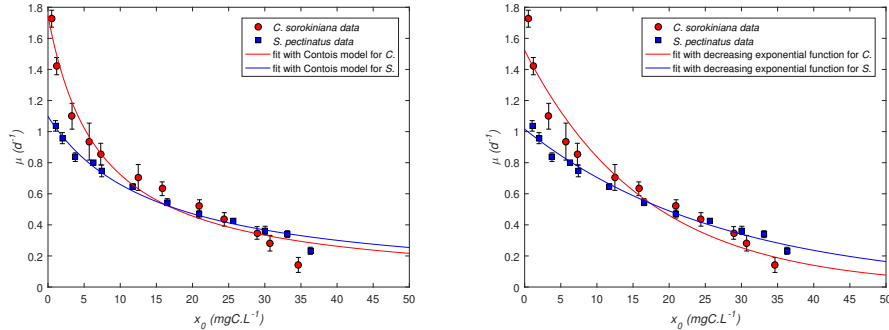 C. sorokiniana data
S. pectinatus data
fit with Contois model for C.
fit with Contois model for S.
μ (d⁻¹)
1.8
1.6
1.4
1.2
1
0.8
0.6
0.4
0.2
0
0 5 10 15 20 25 30 35 40 45 50
x₀ (mgC.L⁻¹)
C. sorokiniana data
S. pectinatus data
fit with decreasing exponential function for C.
fit with decreasing exponential function for S.
μ (d⁻¹)
1.8
1.6
1.4
1.2
1
0.8
0.6
0.4
0.2
0
0 5 10 15 20 25 30 35 40 45 50
x₀ (mgC.L⁻¹)